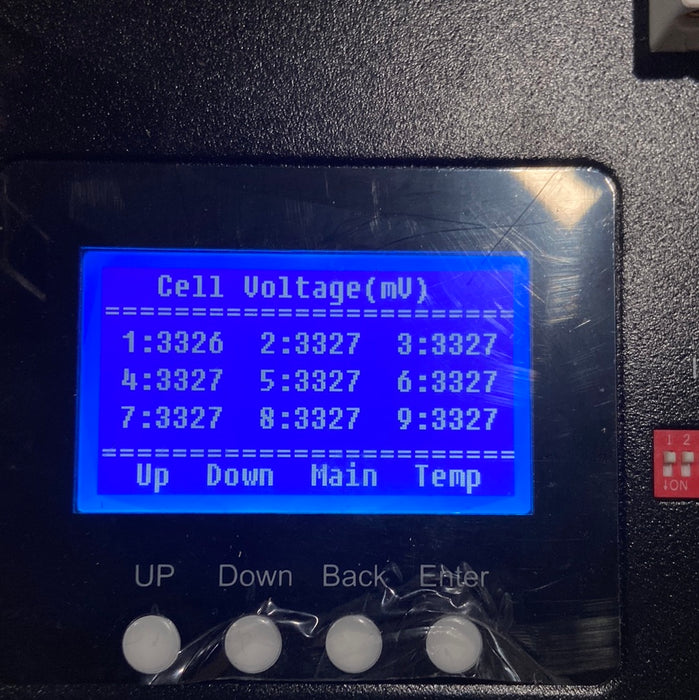 Cell Voltage(mV)
==============================
1:3326 2:3327 3:3327
4:3327 5:3327 6:3327
7:3327 8:3327 9:3327
==============================
Up Down Main Temp
UP Down Back Enter
1 2
↓ON